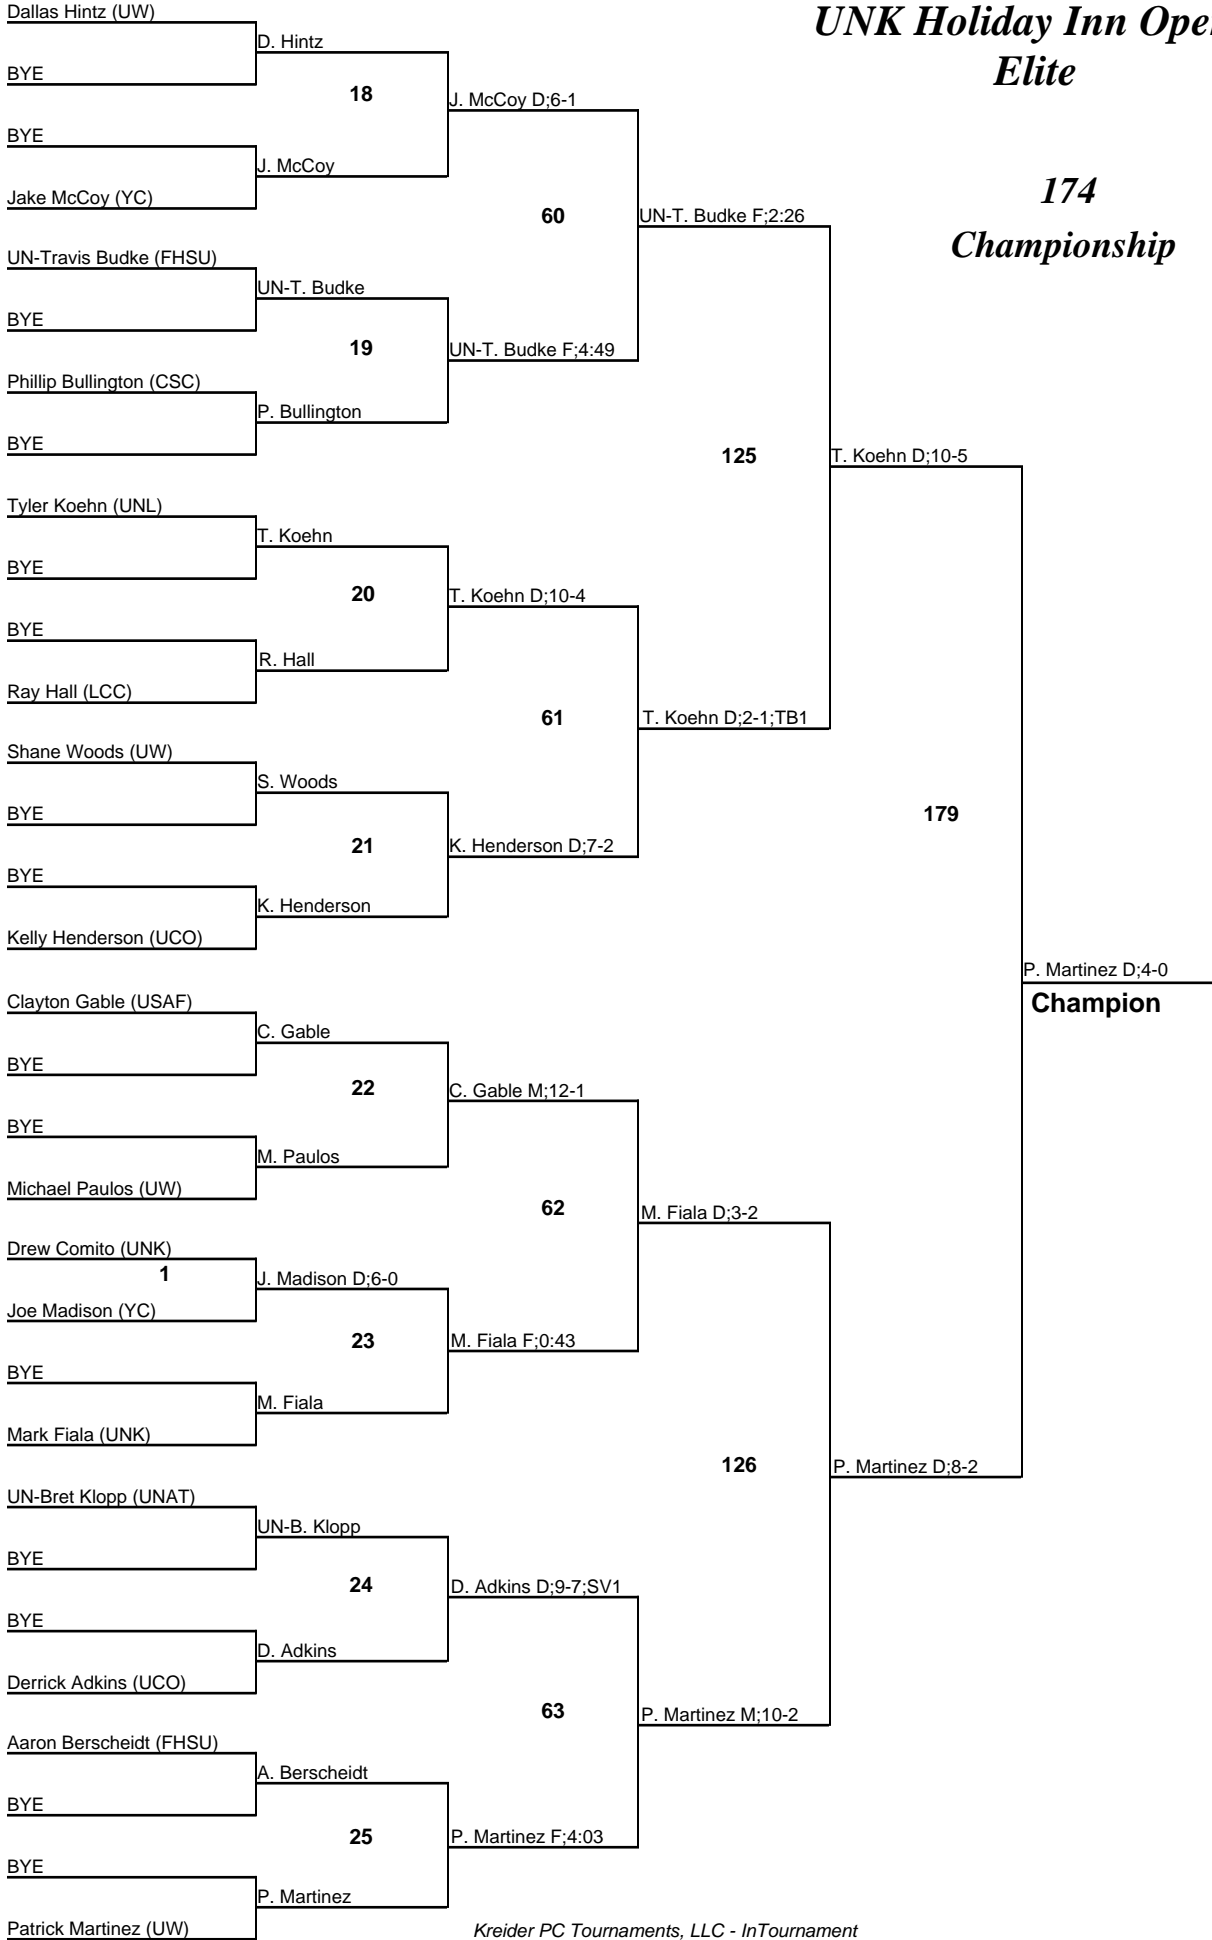 UNK Holiday Inn Ope
Elite
174
Championship
Dallas Hintz (UW)
BYE
BYE
Jake McCoy (YC)
UN-Travis Budke (FHSU)
BYE
Phillip Bullington (CSC)
BYE
Tyler Koehn (UNL)
BYE
BYE
Ray Hall (LCC)
Shane Woods (UW)
BYE
BYE
Kelly Henderson (UCO)
Clayton Gable (USAF)
BYE
BYE
Michael Paulos (UW)
Drew Comito (UNK)
1
Joe Madison (YC)
BYE
Mark Fiala (UNK)
UN-Bret Klopp (UNAT)
BYE
BYE
Derrick Adkins (UCO)
Aaron Berscheidt (FHSU)
BYE
BYE
Patrick Martinez (UW)
D. Hintz
18
J. McCoy
UN-T. Budke
19
P. Bullington
T. Koehn
20
R. Hall
S. Woods
21
K. Henderson
C. Gable
22
M. Paulos
J. Madison D;6-0
23
M. Fiala
UN-B. Klopp
24
D. Adkins
A. Berscheidt
25
P. Martinez
J. McCoy D;6-1
60
UN-T. Budke F;4:49
T. Koehn D;10-4
61
K. Henderson D;7-2
C. Gable M;12-1
62
M. Fiala F;0:43
D. Adkins D;9-7;SV1
63
P. Martinez F;4:03
UN-T. Budke F;2:26
125
T. Koehn D;2-1;TB1
M. Fiala D;3-2
126
P. Martinez M;10-2
T. Koehn D;10-5
179
P. Martinez D;8-2
P. Martinez D;4-0
Champion
Kreider PC Tournaments, LLC - InTournament